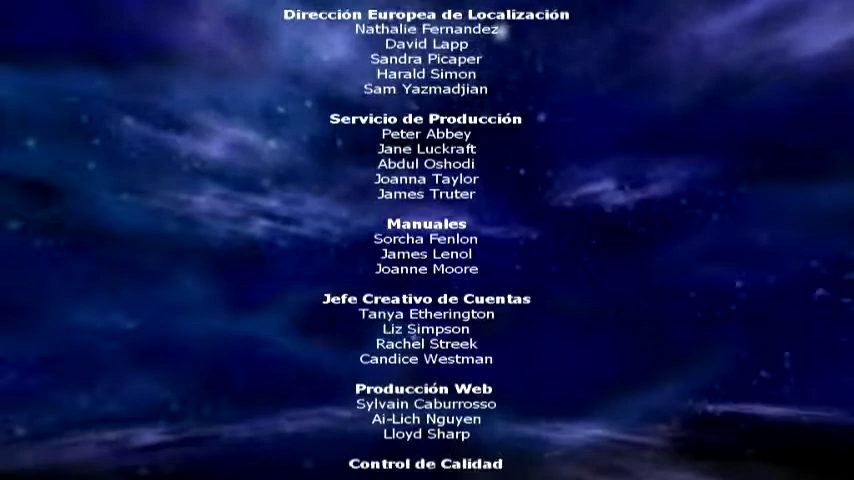 Dirección Europea de Localización
Nathalie Fernandez
David Lapp
Sandra Picaper
Harald Simon
Sam Yazmadjian
Servicio de Producción
Peter Abbey
Jane Luckraft
Abdul Oshodi
Joanna Taylor
James Truter
Manuales
Sorcha Fenlon
James Lenoi
Joanne Moore
Jefe Creativo de Cuentas
Tanya Etherington
Liz Simpson
Rachel Streek
Candice Westman
Producción Web
Sylvain Caburrosso
Ai-Lich Nguyen
Lloyd Sharp
Control de Calidad